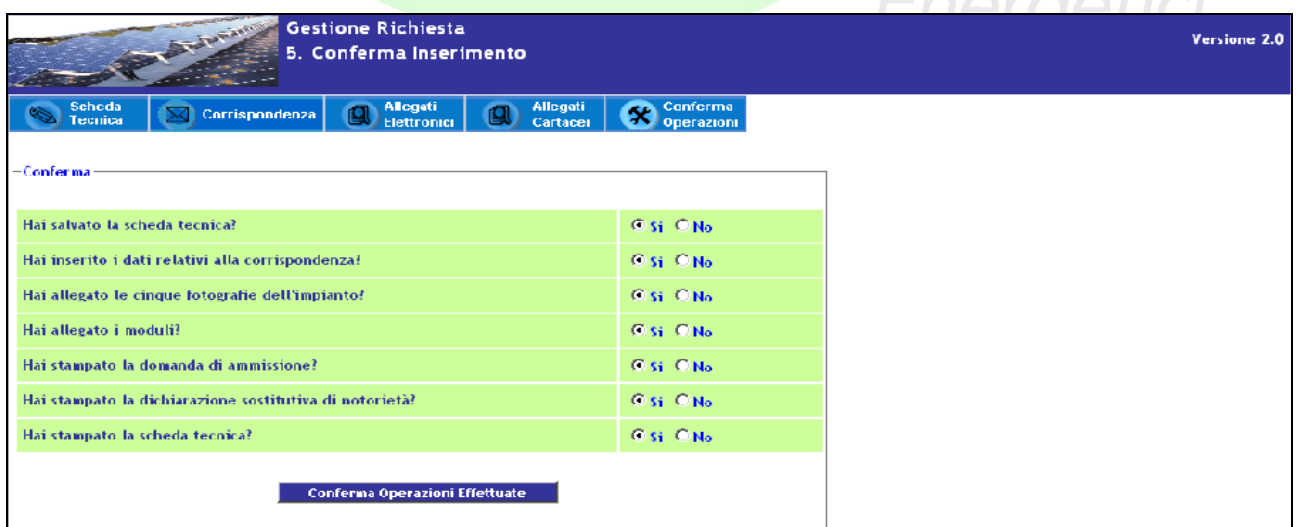 Energetici
Gestione Richiesta
5. Conferma Inserimento
Versione 2.0
Scheda Tecnica
Corrispondenza
Allegati Elettronici
Allegati Cartacei
Conferma Operazioni
Conferma
Hai salvato la scheda tecnica? Si No
Hai inserito i dati relativi alla corrispondenza? Si No
Hai allegato le cinque fotografie dell'impianto? Si No
Hai allegato i moduli? Si No
Hai stampato la domanda di ammissione? Si No
Hai stampato la dichiarazione sostitutiva di notorietà? Si No
Hai stampato la scheda tecnica? Si No
Conferma Operazioni Effettuate